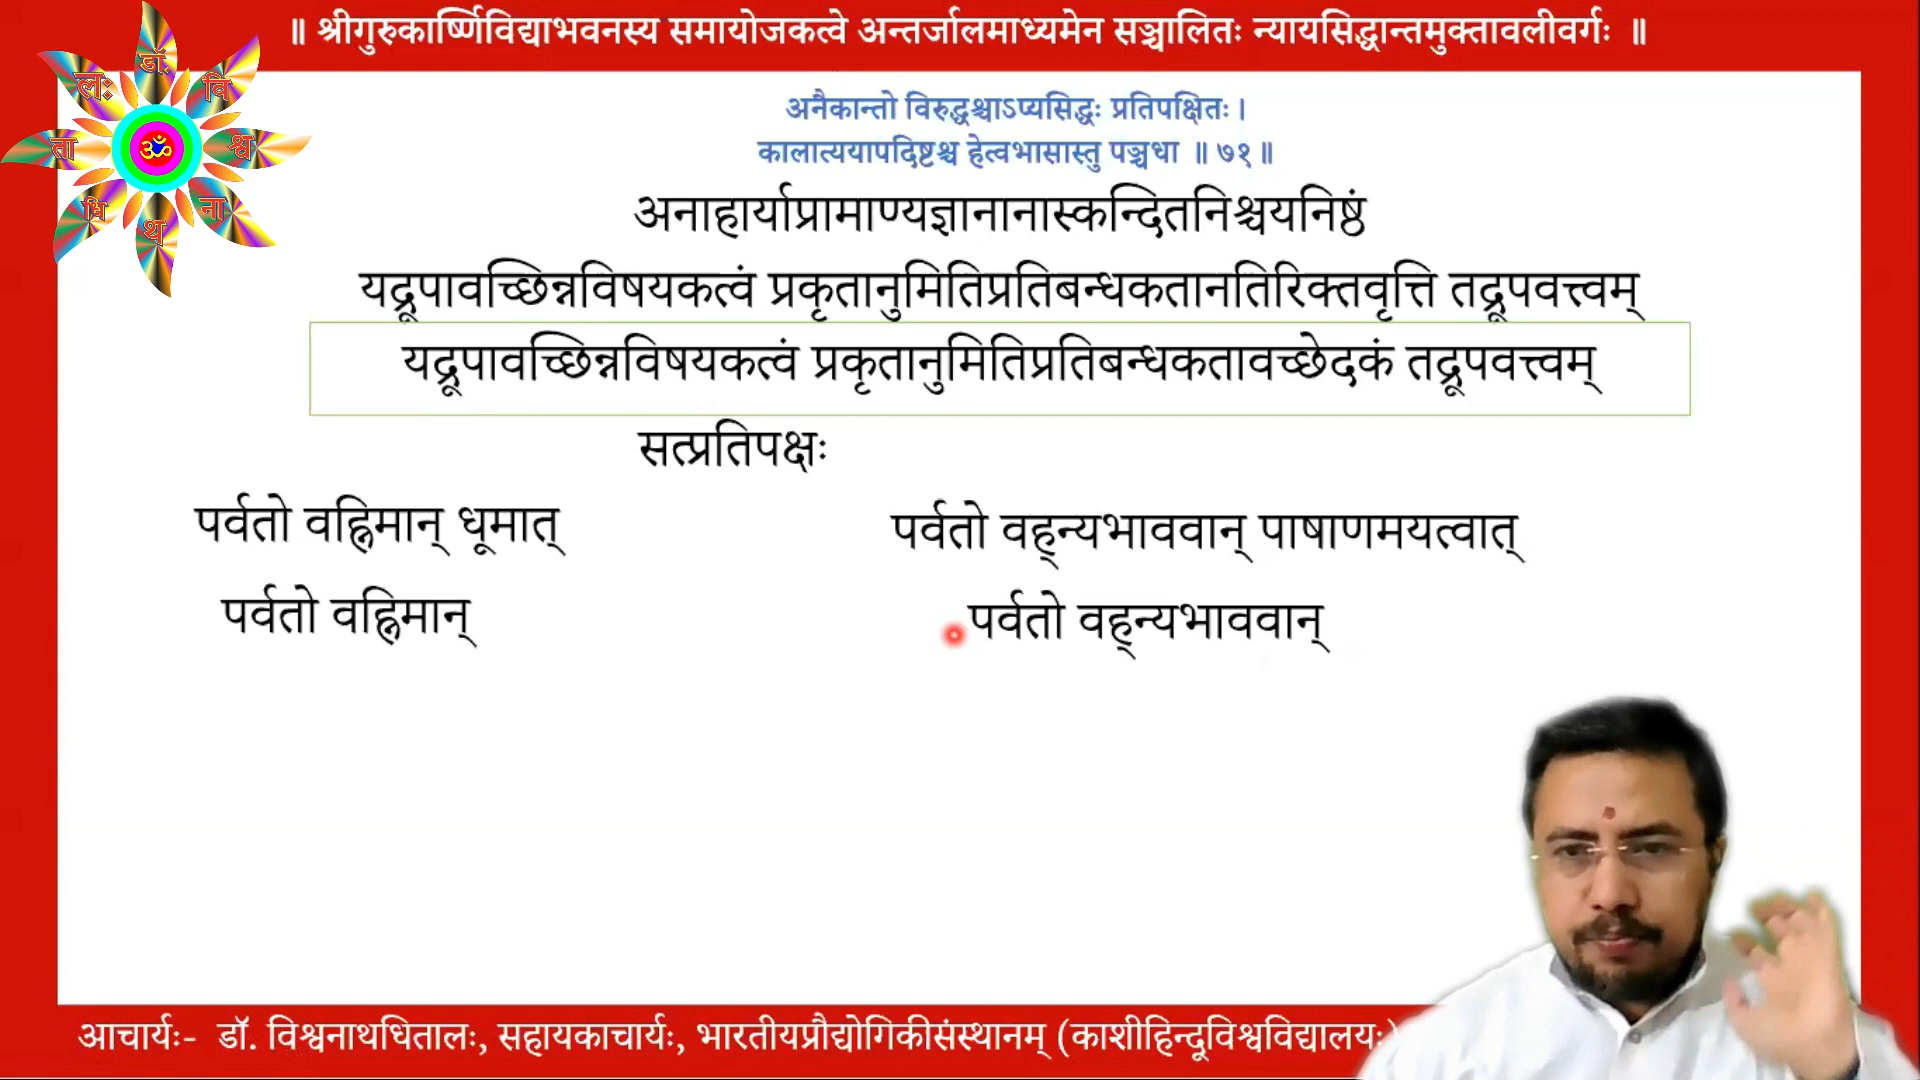 ॥ श्रीगुरुकार्ष्णिविद्याभवनस्य समायोजकत्वे अन्तर्जालमाध्यमेन सञ्चालितः न्यायसिद्धान्तमुक्तावलीवर्गः ॥
डॉ. वि श्व ना थ धि ता लः
ॐ
अनैकान्तो विरुद्धश्चाऽप्यसिद्धः प्रतिपक्षितः ।
कालात्ययापदिष्टश्च हेत्वभासास्तु पञ्चधा ॥ ७१॥
अनाहार्याप्रामाण्यज्ञानानास्कन्दितनिश्चयनिष्ठं
यद्रूपावच्छिन्नविषयकत्वं प्रकृतानुमितिप्रतिबन्धकतानतिरिक्तवृत्ति तद्रूपवत्त्वम्
यद्रूपावच्छिन्नविषयकत्वं प्रकृतानुमितिप्रतिबन्धकतावच्छेदकं तद्रूपवत्त्वम्
सत्प्रतिपक्षः
पर्वतो वह्निमान् धूमात्
पर्वतो वह्न्यभाववान् पाषाणमयत्वात्
पर्वतो वह्निमान्
पर्वतो वह्न्यभाववान्
आचार्यः- डॉ. विश्वनाथधितालः, सहायकाचार्यः, भारतीयप्रौद्योगिकीसंस्थानम् (काशीहिन्दूविश्वविद्यालयः)